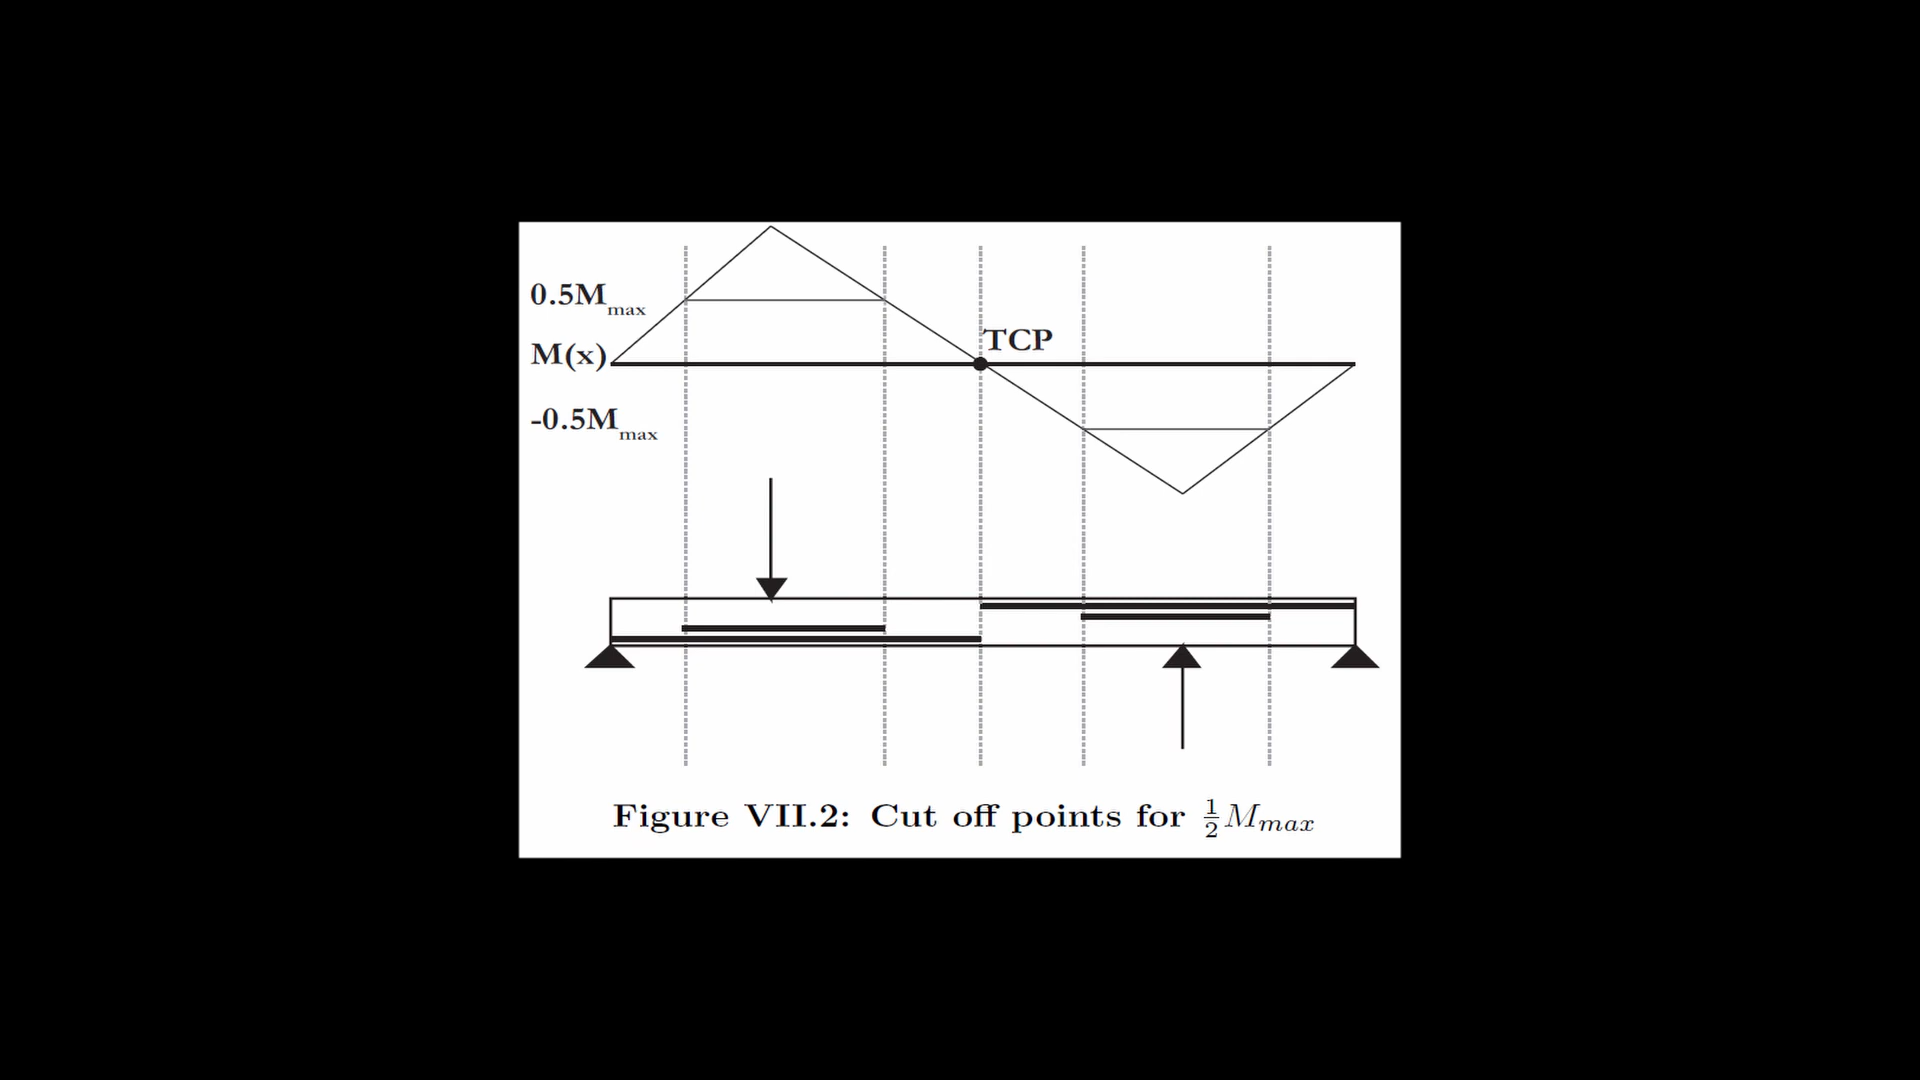 0.5Mmax
TCP
M(x)
-0.5Mmax
Figure VII.2: Cut off points for ½Mmax